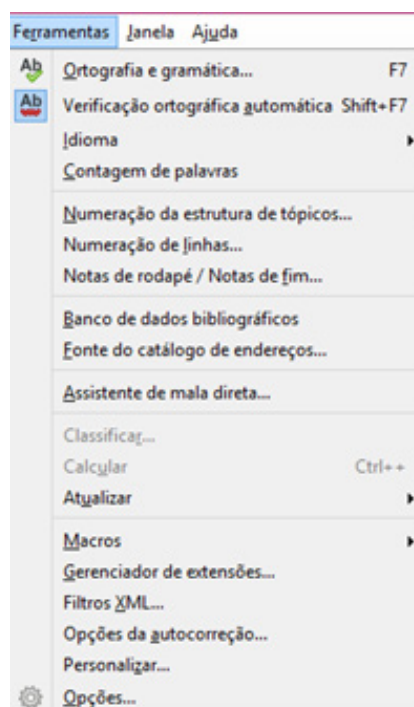 Ferramentas Janela Ajuda
Ortografia e gramática... F7
Verificação ortográfica automática Shift+F7
Idioma
Contagem de palavras
Numeração da estrutura de tópicos...
Numeração de linhas...
Notas de rodapé / Notas de fim...
Banco de dados bibliográficos
Fonte do catálogo de endereços...
Assistente de mala direta...
Classificar...
Calcular Ctrl++
Atualizar
Macros
Gerenciador de extensões...
Filtros XML...
Opções da autocorreção...
Personalizar...
Opções...